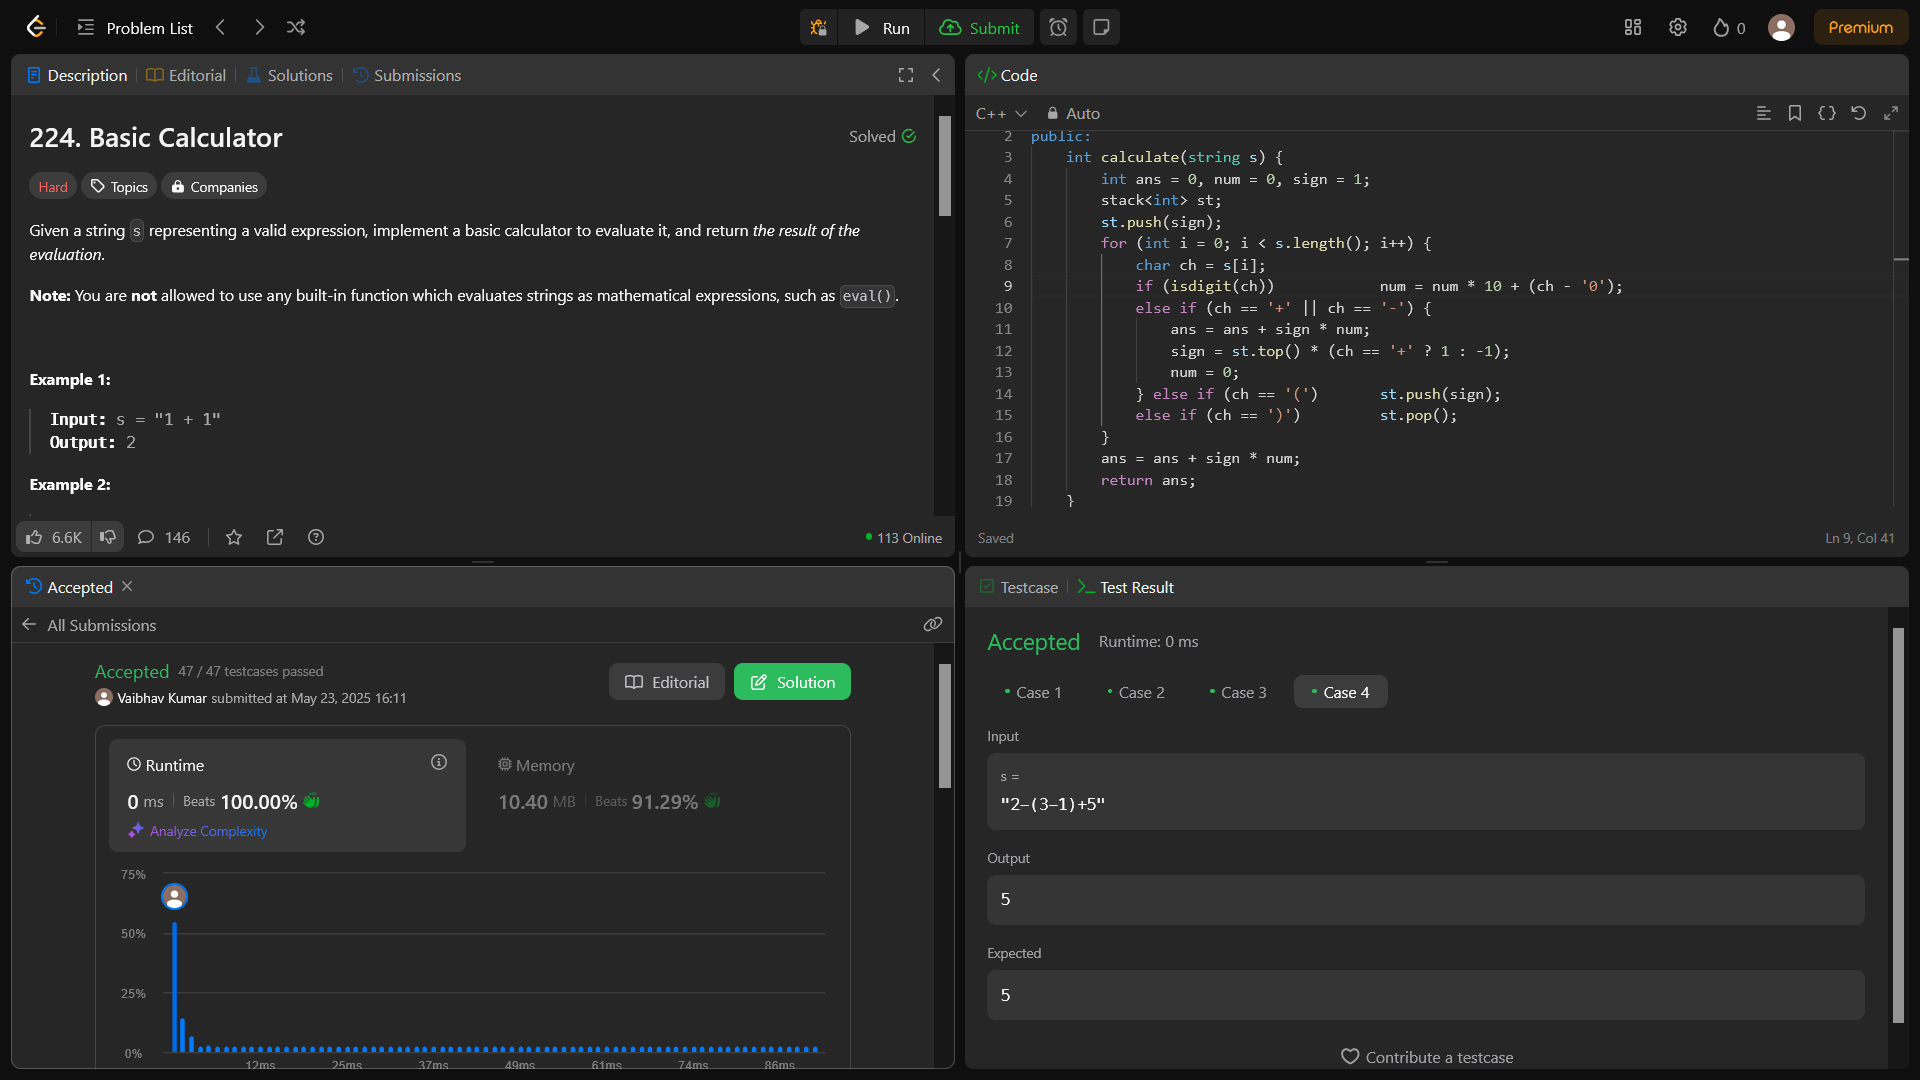 Problem List
Run
Submit
0
Premium
Description
Editorial
Solutions
Submissions
224. Basic Calculator
Solved
Hard
Topics
Companies
Given a string s representing a valid expression, implement a basic calculator to evaluate it, and return the result of the
evaluation.
Note: You are not allowed to use any built-in function which evaluates strings as mathematical expressions, such as eval().
Example 1:
Input: s = "1 + 1"
Output: 2
Example 2:
6.6K
146
113 Online
</> Code
C++
Auto
2 public:
3 int calculate(string s) {
4 int ans = 0, num = 0, sign = 1;
5 stack<int> st;
6 st.push(sign);
7 for (int i = 0; i < s.length(); i++) {
8 char ch = s[i];
9 if (isdigit(ch)) num = num * 10 + (ch - '0');
10 else if (ch == '+' || ch == '-') {
11 ans = ans + sign * num;
12 sign = st.top() * (ch == '+' ? 1 : -1);
13 num = 0;
14 } else if (ch == '(') st.push(sign);
15 else if (ch == ')') st.pop();
16 }
17 ans = ans + sign * num;
18 return ans;
19 }
Saved
Ln 9, Col 41
Accepted
All Submissions
Accepted 47 / 47 testcases passed
Vaibhav Kumar submitted at May 23, 2025 16:11
Editorial
Solution
Runtime
0 ms Beats 100.00%
Analyze Complexity
Memory
10.40 MB Beats 91.29%
75%
50%
25%
0%
12ms 25ms 37ms 49ms 61ms 74ms 86ms
Testcase
Test Result
Accepted Runtime: 0 ms
Case 1
Case 2
Case 3
Case 4
Input
s =
"2-(3-1)+5"
Output
5
Expected
5
Contribute a testcase